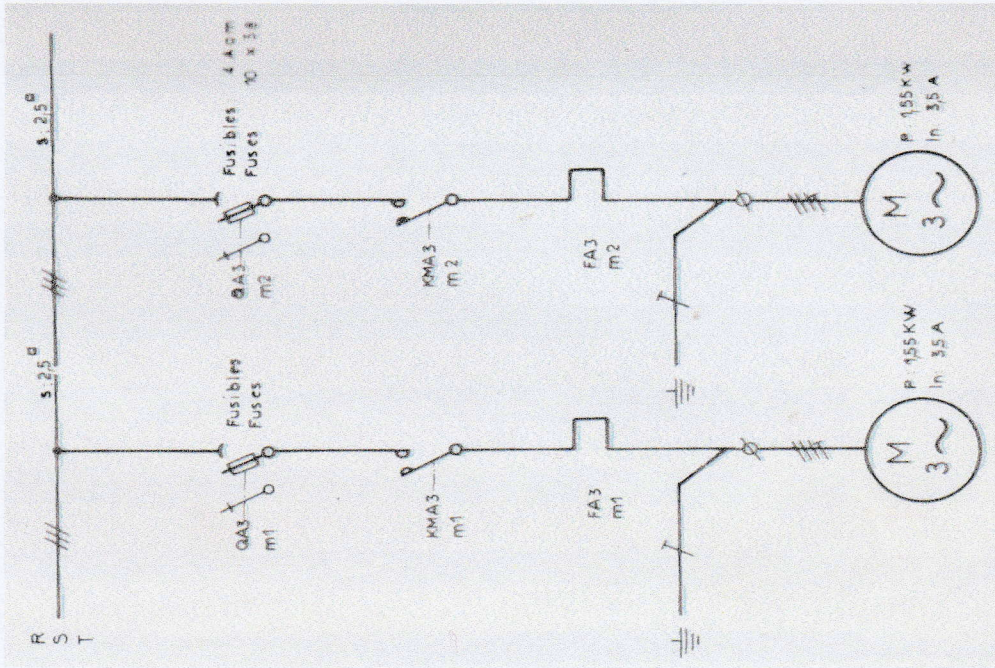 R
S
T
s: 2,5°
s: 2,5°
Fusibles
Fuses
QA3
m1
Fusibles 4 Aam
Fuses 10 x 38
QA3
m2
KMA3
m1
KMA3
m2
FA3
m1
FA3
m2
M
3~
P: 1,55 KW
In 3,5 A
M
3~
P: 1,55 KW
In 3,5 A